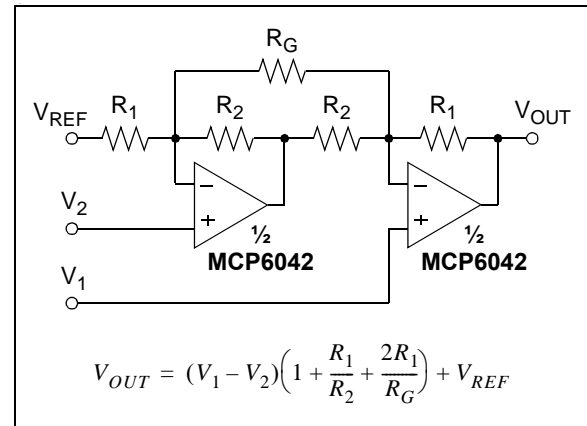 R_G
V_REF R_1 R_2 R_2 R_1 V_OUT
−
+
−
+
V_2
½
MCP6042
½
MCP6042
V_1
V_OUT = (V_1 − V_2)(1 + R_1/R_2 + 2R_1/R_G) + V_REF